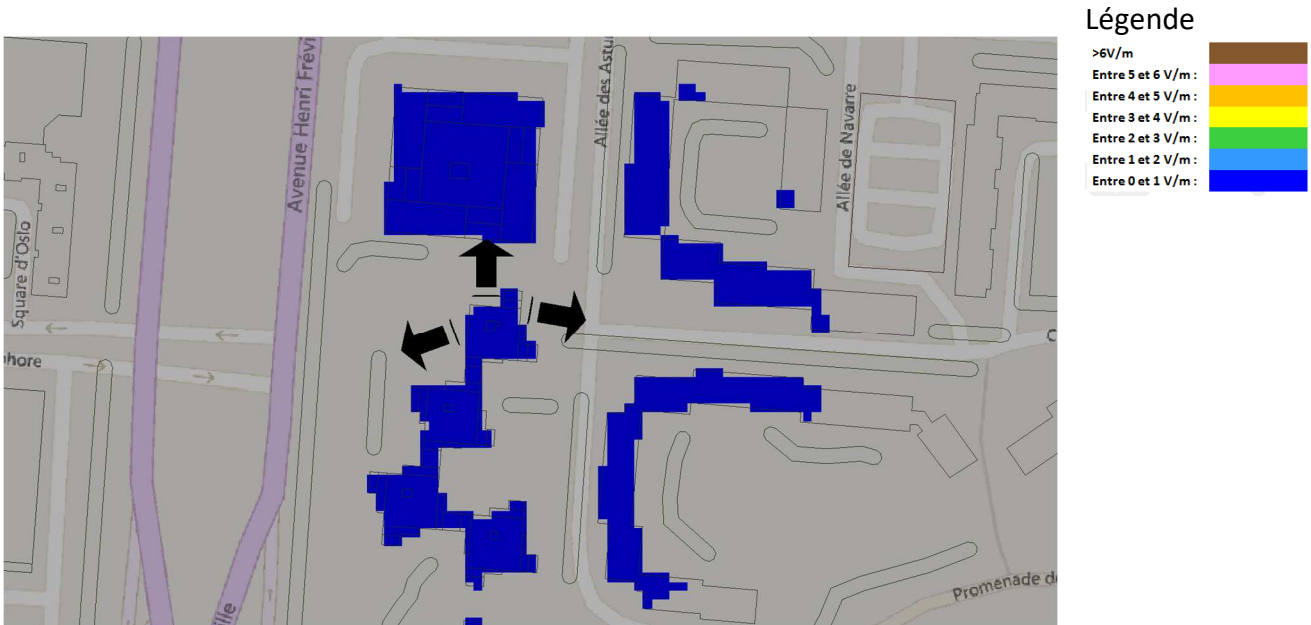 Légende
>6V/m
Entre 5 et 6 V/m :
Entre 4 et 5 V/m :
Entre 3 et 4 V/m :
Entre 2 et 3 V/m :
Entre 1 et 2 V/m :
Entre 0 et 1 V/m :
Avenue Henri Frévi
Allée des Astu
Allée de Navarre
Square d'Oslo
phore
C
Promenade de
ille